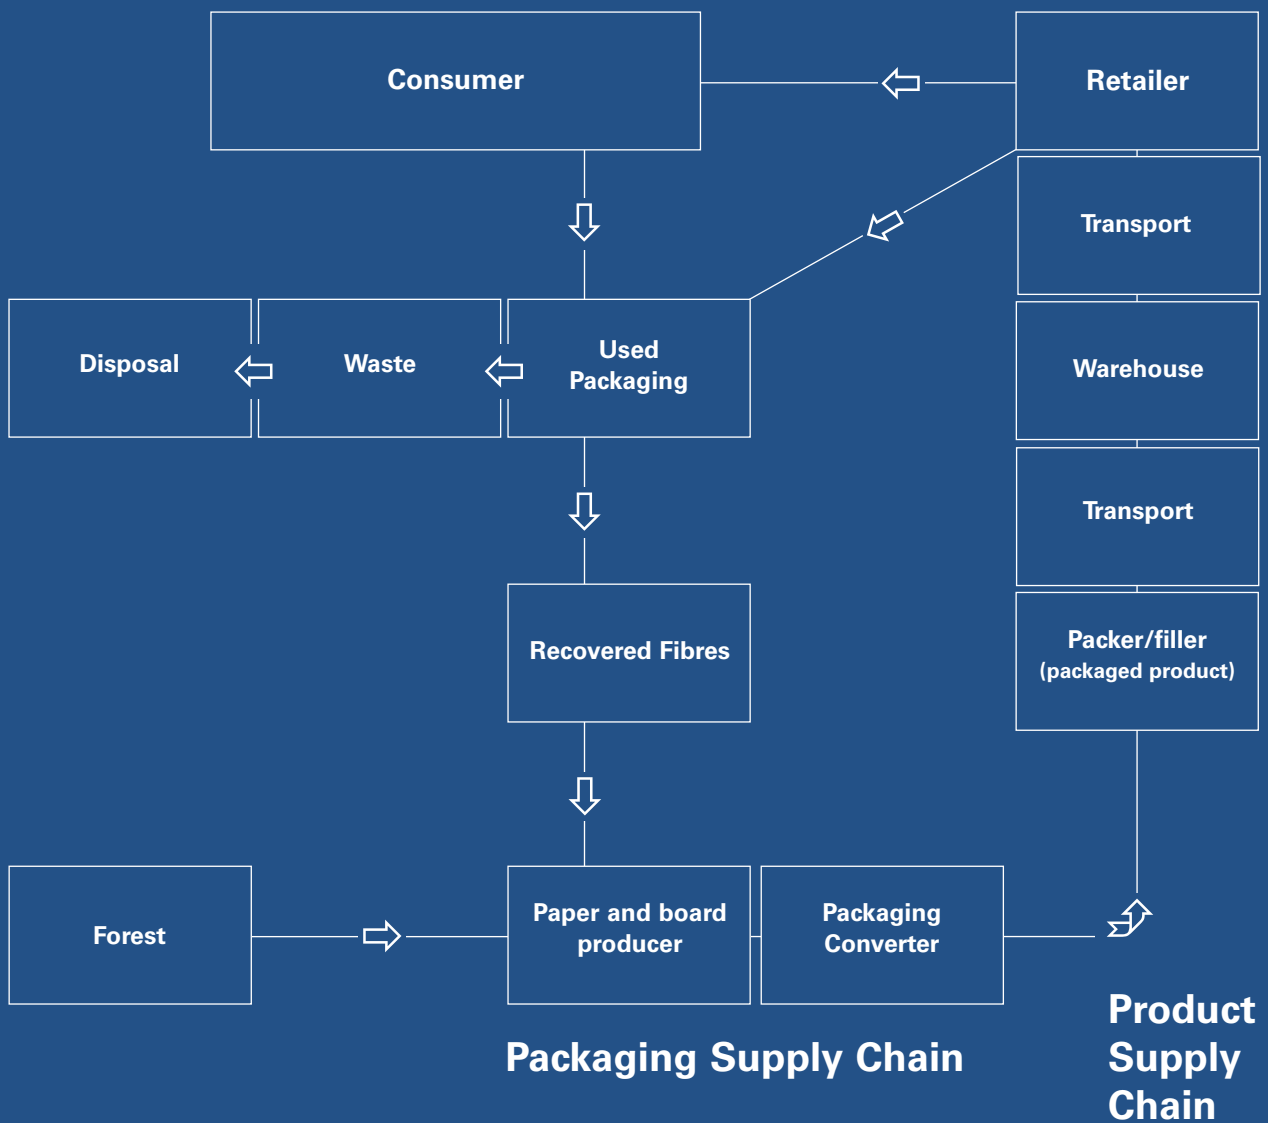 Consumer
Retailer
Transport
Disposal
Waste
Used
Packaging
Warehouse
Transport
Recovered Fibres
Packer/filler
(packaged product)
Forest
Paper and board
producer
Packaging
Converter
Packaging Supply Chain
Product
Supply
Chain